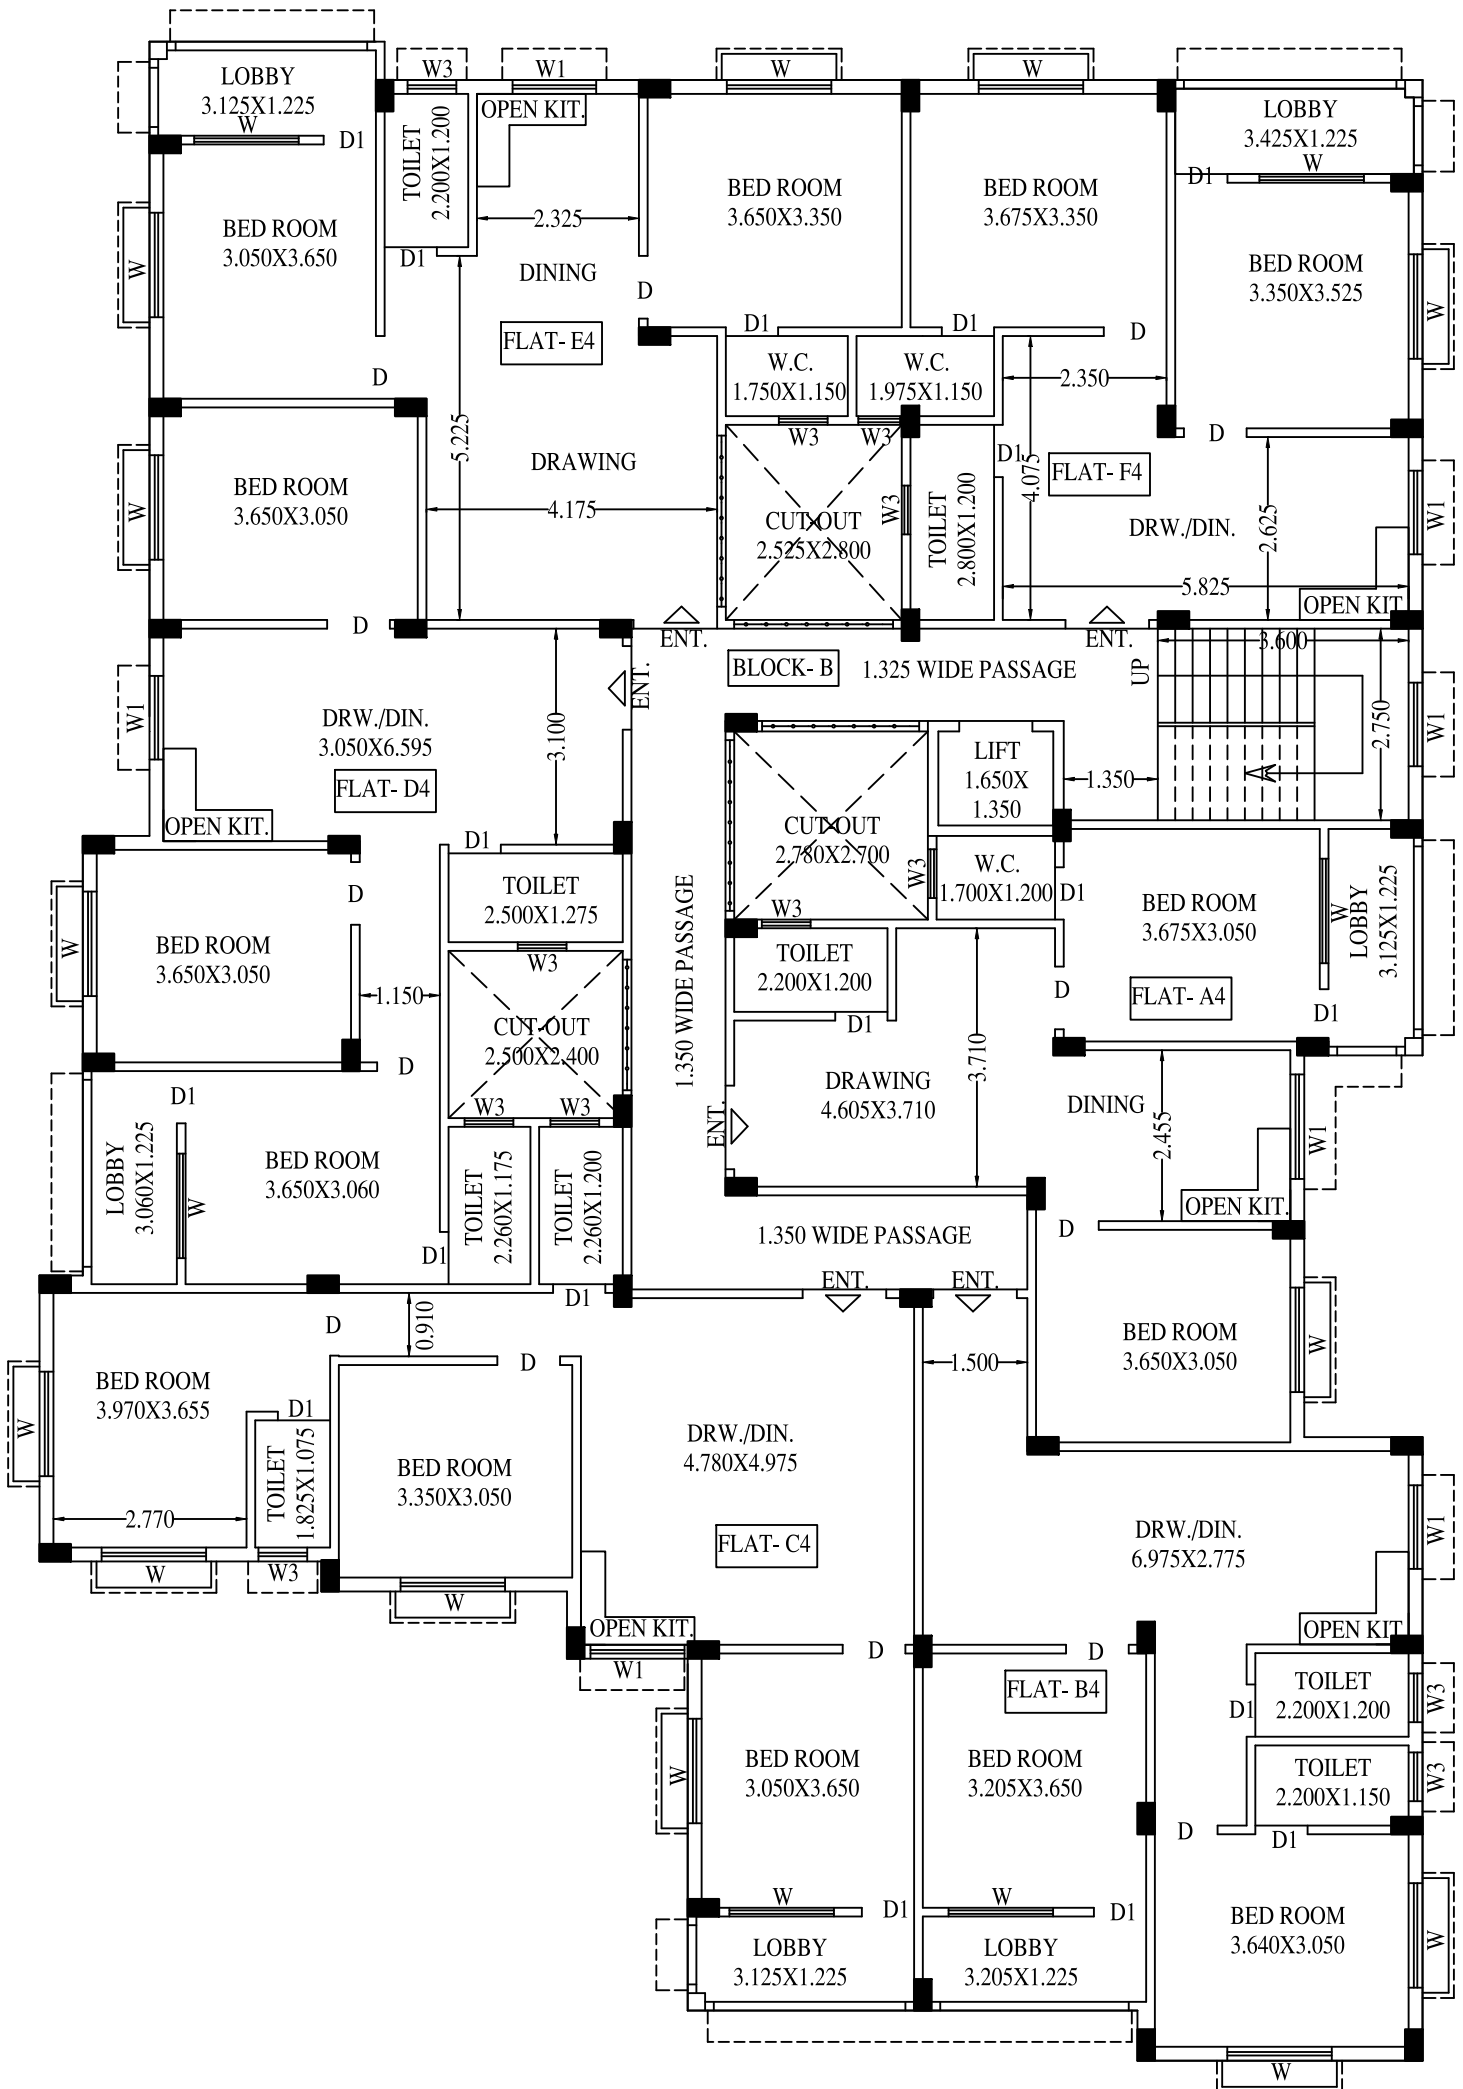 W3
W1
W
W
LOBBY
3.125X1.225
W
D1
OPEN KIT.
TOILET
2.200X1.200
LOBBY
3.425X1.225
W
D1
BED ROOM
3.050X3.650
2.325
BED ROOM
3.650X3.350
BED ROOM
3.675X3.350
W
D1
DINING
BED ROOM
3.350X3.525
W
D
FLAT- E4
D1
D1
D
W.C.
1.750X1.150
W.C.
1.975X1.150
2.350
D
W3
W3
D
5.225
DRAWING
D1
4.075
FLAT- F4
BED ROOM
3.650X3.050
W
4.175
CUT-OUT
2.525X2.800
W3
TOILET
2.800X1.200
DRW./DIN.
2.625
W1
5.825
OPEN KIT
D
ENT.
ENT.
3.600
BLOCK- B
1.325 WIDE PASSAGE
UP
ENT.
W1
DRW./DIN.
3.050X6.595
3.100
2.750
W1
FLAT- D4
LIFT
1.650X
1.350
1.350
OPEN KIT.
D1
CUT-OUT
2.780X2.700
W3
W.C.
1.700X1.200
D1
D
TOILET
2.500X1.275
W3
BED ROOM
3.675X3.050
W
LOBBY
3.125X1.225
W
BED ROOM
3.650X3.050
W3
1.350 WIDE PASSAGE
TOILET
2.200X1.200
1.150
D
FLAT- A4
D1
D1
CUT-OUT
2.500X2.400
D
DRAWING
4.605X3.710
3.710
D1
W3
W3
DINING
2.455
ENT.
W1
LOBBY
3.060X1.225
W
BED ROOM
3.650X3.060
TOILET
2.260X1.175
TOILET
2.260X1.200
OPEN KIT.
D1
1.350 WIDE PASSAGE
D
ENT.
ENT.
D1
D
0.910
BED ROOM
3.650X3.050
W
D
1.500
BED ROOM
3.970X3.655
W
D1
TOILET
1.825X1.075
DRW./DIN.
4.780X4.975
BED ROOM
3.350X3.050
2.770
FLAT- C4
DRW./DIN.
6.975X2.775
W1
W
W3
W
OPEN KIT.
OPEN KIT
W1
D
D
FLAT- B4
D1
TOILET
2.200X1.200
W3
W
BED ROOM
3.050X3.650
BED ROOM
3.205X3.650
TOILET
2.200X1.150
W3
D
D1
W
D1
W
D1
BED ROOM
3.640X3.050
W
LOBBY
3.125X1.225
LOBBY
3.205X1.225
W